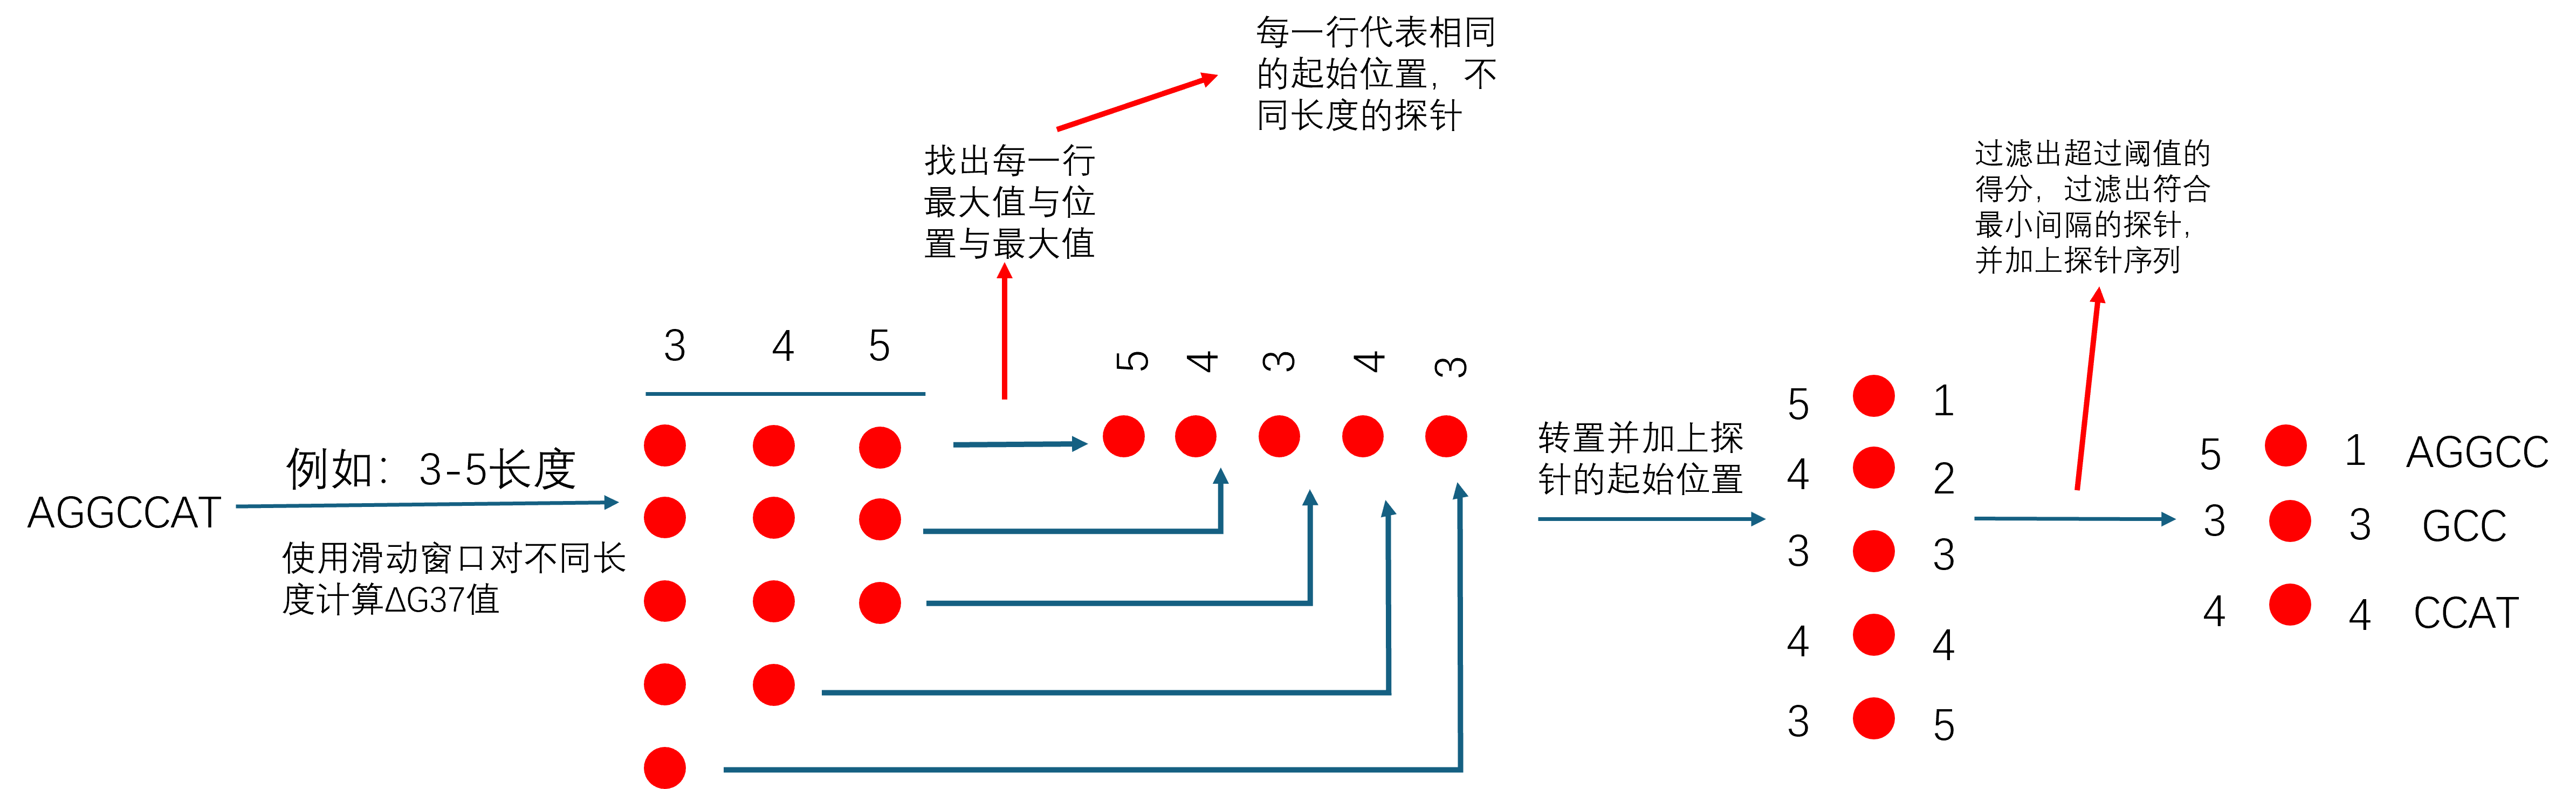 每一行代表相同
的起始位置，不
同长度的探针
找出每一行
最大值与位
置与最大值
过滤出超过阈值的
得分，过滤出符合
最小间隔的探针，
并加上探针序列
AGGCCAT
例如：3-5长度
使用滑动窗口对不同长
度计算ΔG37值
3 4 5
5 4 3 4 3
转置并加上探
针的起始位置
5 1
4 2
3 3
4 4
3 5
5 1 AGGCC
3 3 GCC
4 4 CCAT